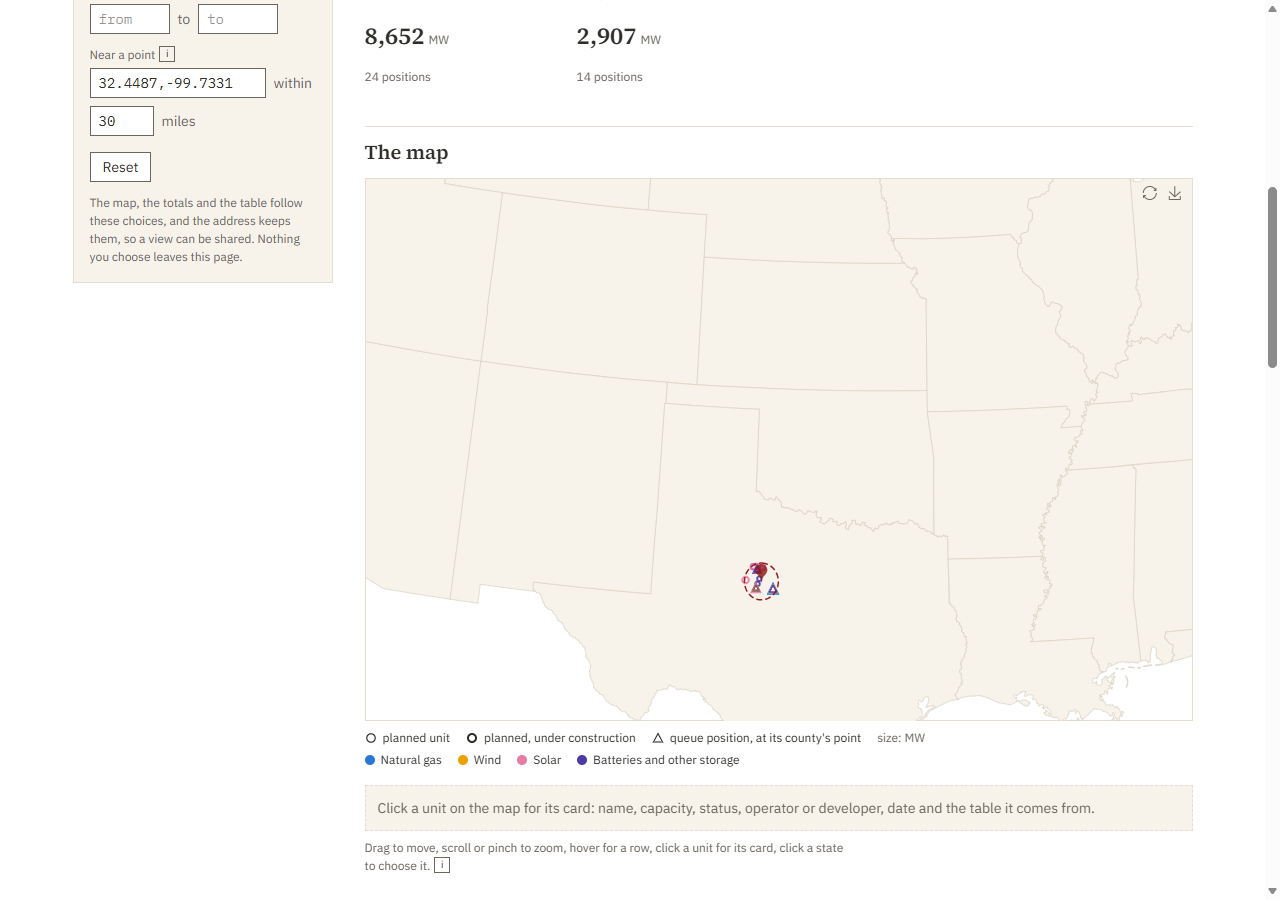 from to to
Near a point i
32.4487,-99.7331 within
30 miles
Reset
The map, the totals and the table follow
these choices, and the address keeps
them, so a view can be shared. Nothing
you choose leaves this page.
8,652 MW
24 positions
2,907 MW
14 positions
The map
planned unit planned, under construction queue position, at its county's point size: MW
Natural gas Wind Solar Batteries and other storage
Click a unit on the map for its card: name, capacity, status, operator or developer, date and the table it comes from.
Drag to move, scroll or pinch to zoom, hover for a row, click a unit for its card, click a state
to choose it. i